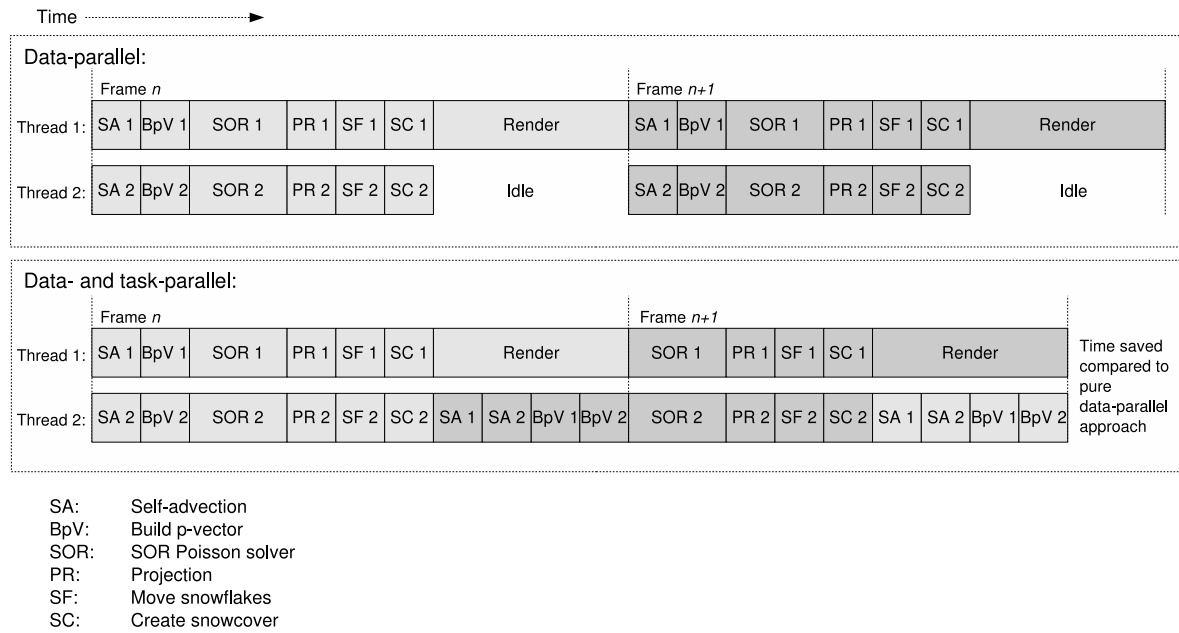 Time
Data-parallel:
Frame n
Frame n+1
Thread 1: SA 1 BpV 1 SOR 1 PR 1 SF 1 SC 1 Render SA 1 BpV 1 SOR 1 PR 1 SF 1 SC 1 Render
Thread 2: SA 2 BpV 2 SOR 2 PR 2 SF 2 SC 2 Idle SA 2 BpV 2 SOR 2 PR 2 SF 2 SC 2 Idle
Data- and task-parallel:
Frame n
Frame n+1
Thread 1: SA 1 BpV 1 SOR 1 PR 1 SF 1 SC 1 Render SOR 1 PR 1 SF 1 SC 1 Render
Thread 2: SA 2 BpV 2 SOR 2 PR 2 SF 2 SC 2 SA 1 SA 2 BpV 1 BpV 2 SOR 2 PR 2 SF 2 SC 2 SA 1 SA 2 BpV 1 BpV 2
Time saved
compared to
pure
data-parallel
approach
SA: Self-advection
BpV: Build p-vector
SOR: SOR Poisson solver
PR: Projection
SF: Move snowflakes
SC: Create snowcover